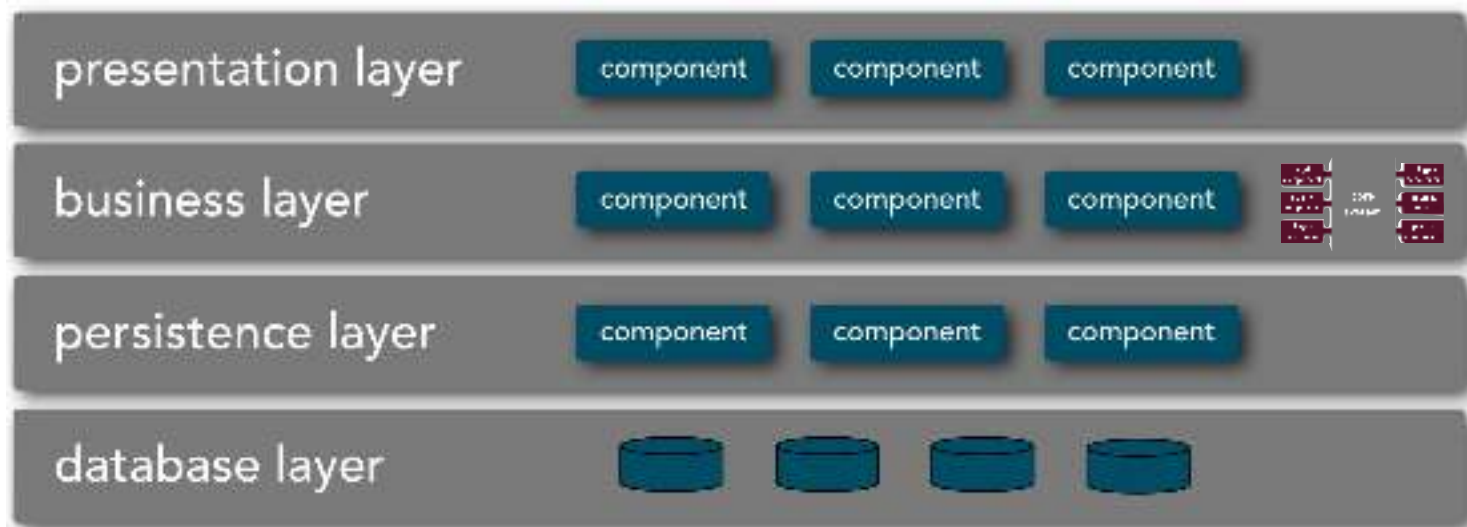 presentation layer component component component
business layer component component component
persistence layer component component component
database layer